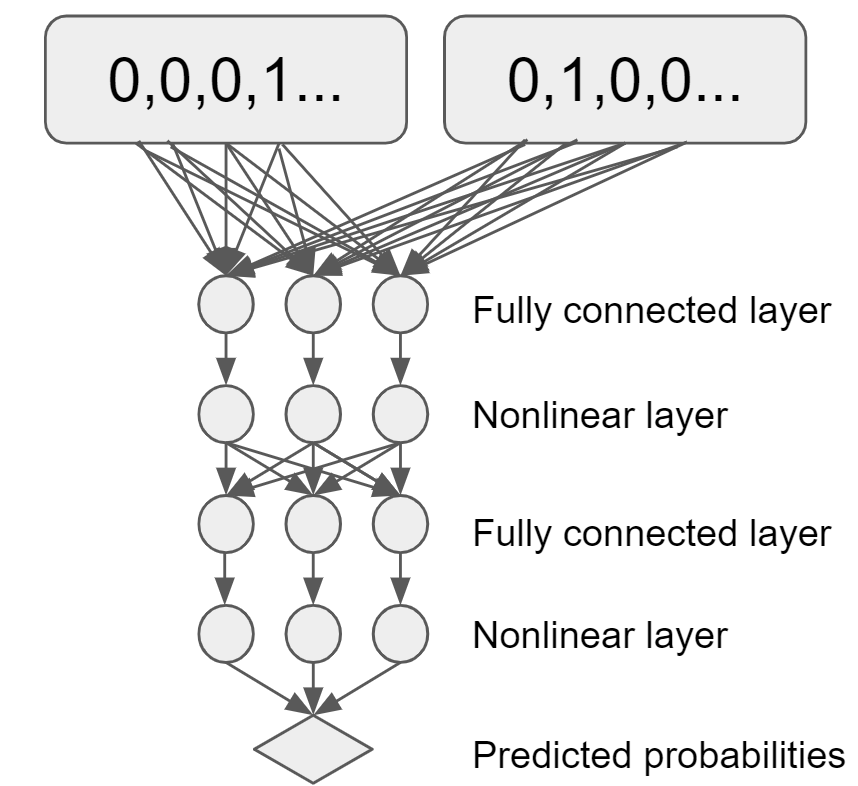 0,0,0,1...
0,1,0,0...
Fully connected layer
Nonlinear layer
Fully connected layer
Nonlinear layer
Predicted probabilities